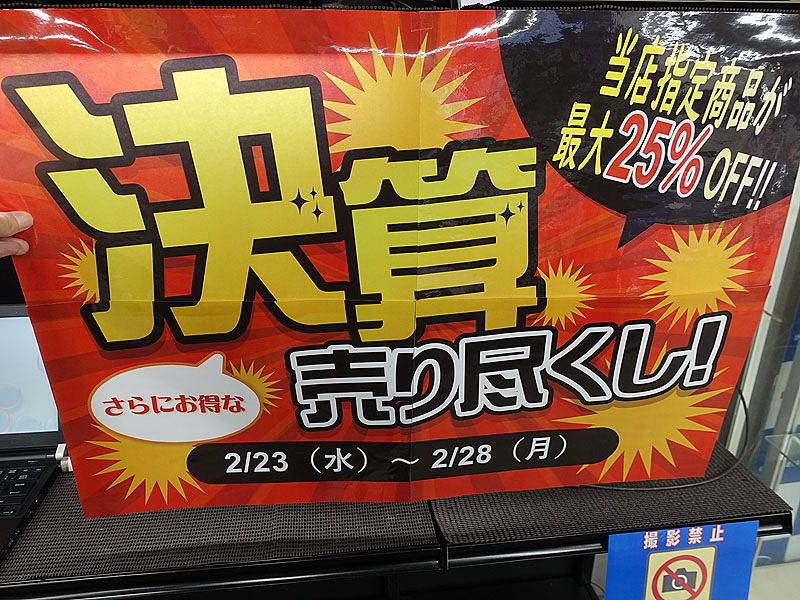 当店指定商品が
最大25%OFF!!
決算
売り尽くし!
さらにお得な
2/23（水）～2/28（月）
撮影禁止